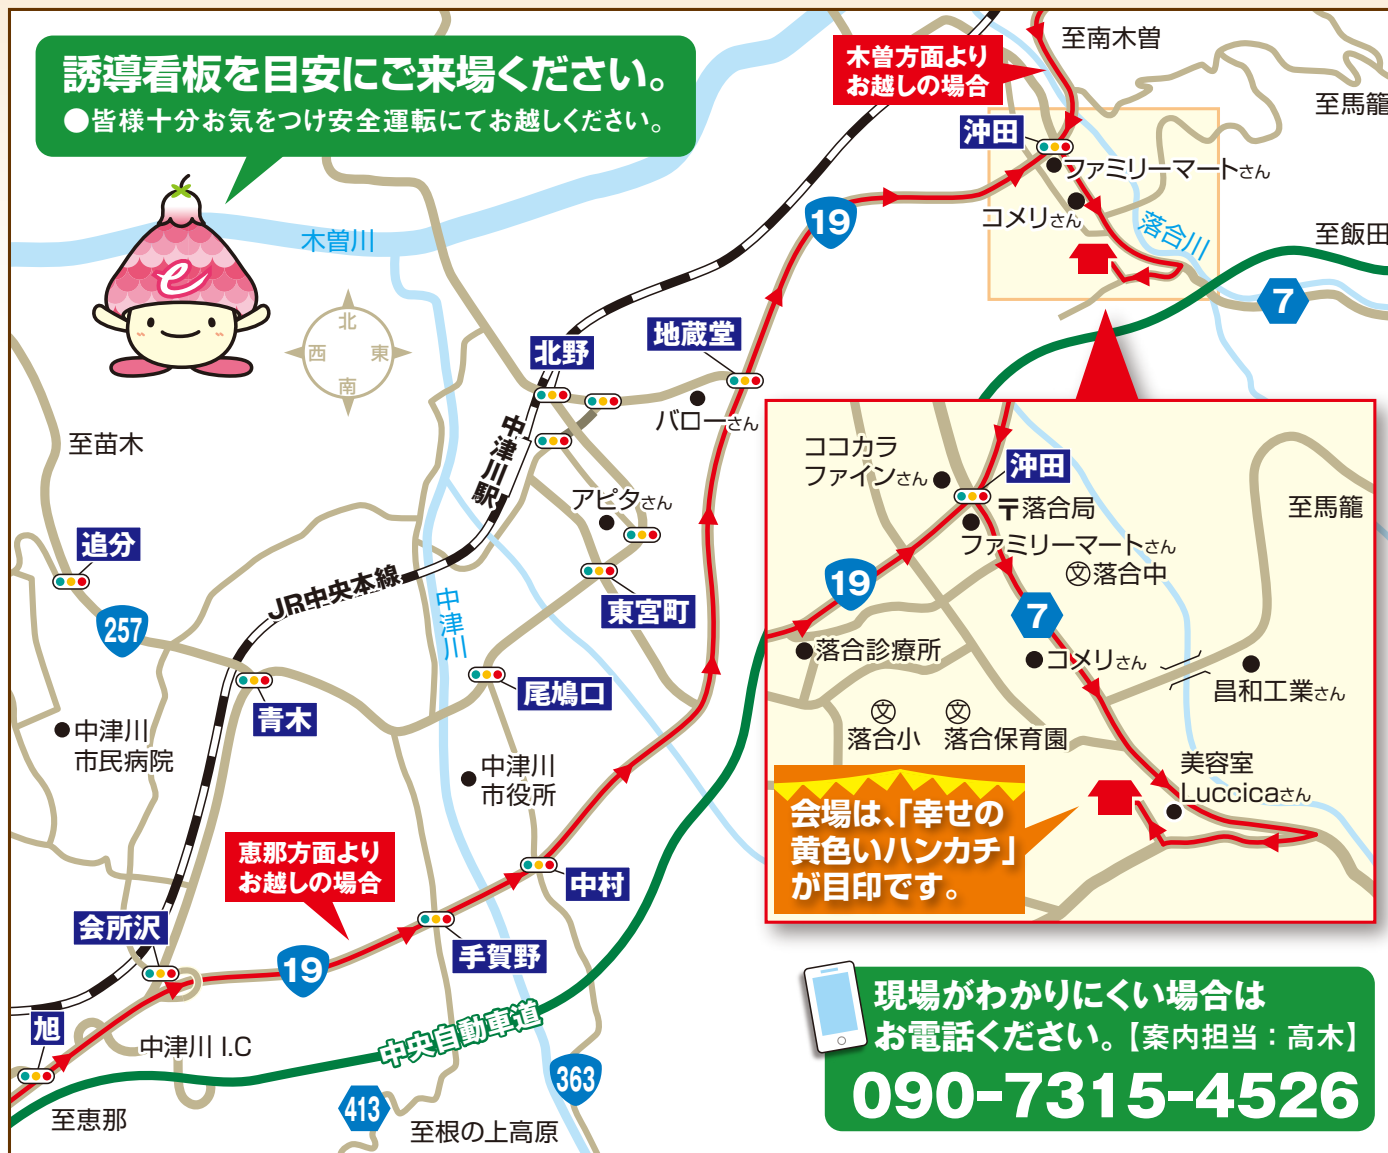 誘導看板を目安にご来場ください。
●皆様十分お気をつけ安全運転にてお越しください。
木曽方面より
お越しの場合
至南木曽
至馬籠
沖田
ファミリーマートさん
コメリさん
落合川
至飯田
19
7
木曽川
e
北
西
東
南
北野
地蔵堂
バローさん
中津川駅
至苗木
アピタさん
追分
JR中央本線
257
中津川
東宮町
尾鳩口
青木
中津川
市民病院
中津川
市役所
恵那方面より
お越しの場合
中村
会所沢
手賀野
19
旭
中津川 I.C
中央自動車道
363
413
至恵那
至根の上高原
ココカラ
ファインさん
沖田
〒落合局
至馬籠
ファミリーマートさん
文落合中
19
7
落合診療所
コメリさん
昌和工業さん
文
落合小
文
落合保育園
美容室
Luccicaさん
会場は、「幸せの
黄色いハンカチ」
が目印です。
現場がわかりにくい場合は
お電話ください。【案内担当：高木】
090-7315-4526